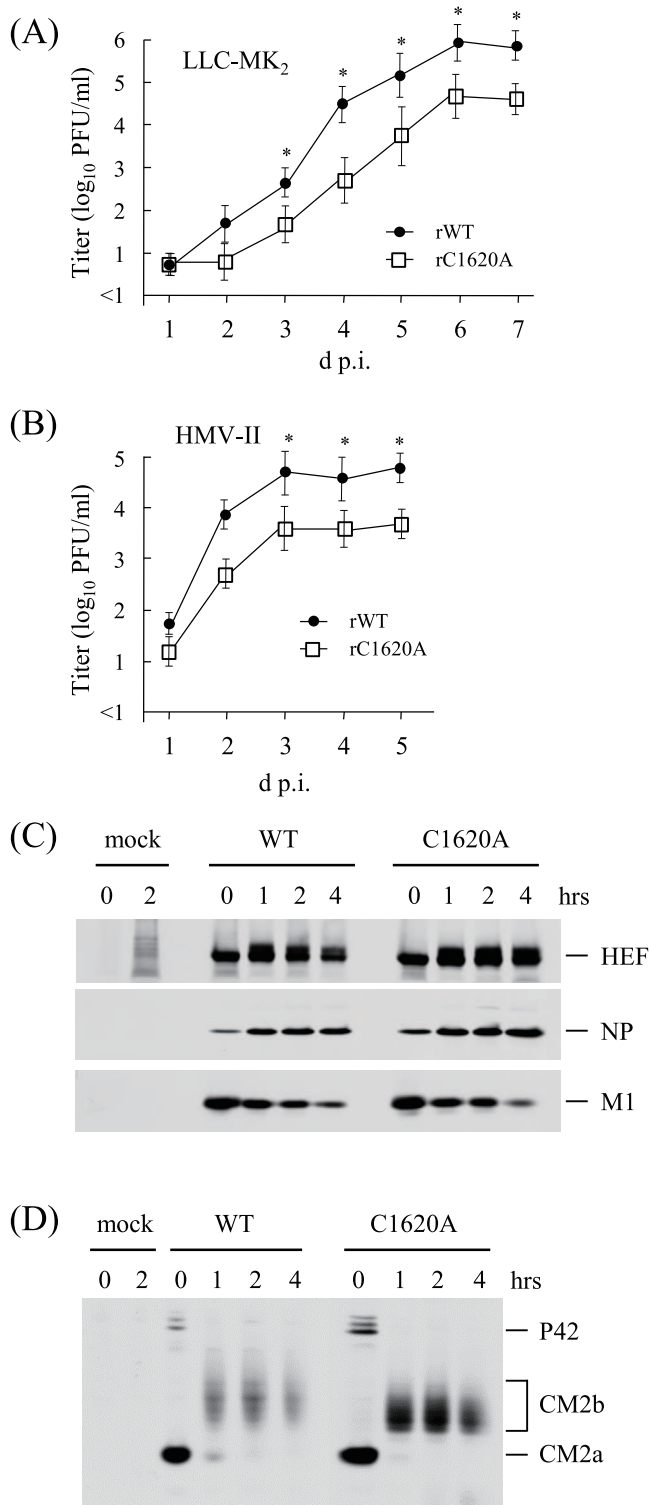 (A)
LLC-MK₂
Titer (log₁₀ PFU/ml)
6
5
4
3
2
1
<1
* * * * *
rWT
rC1620A
1 2 3 4 5 6 7
d p.i.
(B)
HMV-II
Titer (log₁₀ PFU/ml)
5
4
3
2
1
<1
* * *
rWT
rC1620A
1 2 3 4 5
d p.i.
(C)
mock WT C1620A
0 2 0 1 2 4 0 1 2 4 hrs
HEF
NP
M1
(D)
mock WT C1620A
0 2 0 1 2 4 0 1 2 4 hrs
P42
CM2b
CM2a